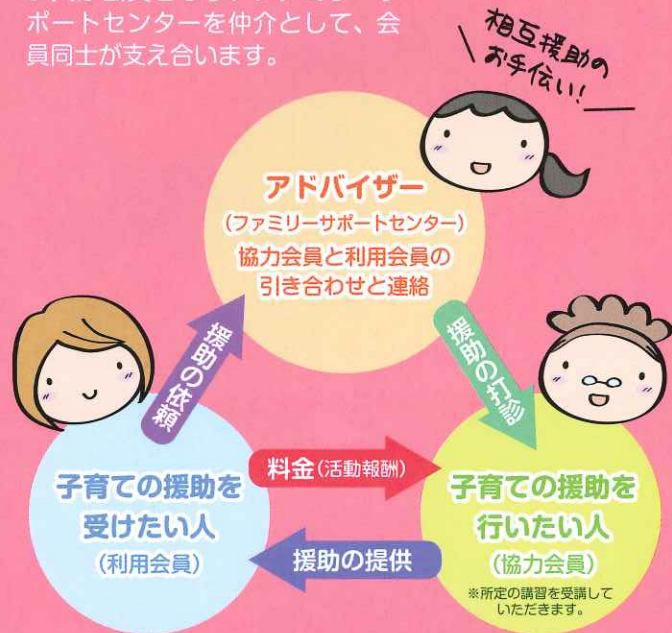 ポートセンターを仲介として、会
員同士が支え合います。
相互援助の
お手伝い！
アドバイザー
（ファミリーサポートセンター）
協力会員と利用会員の
引き合わせと連絡
援助の依頼
援助の打診
料金（活動報酬）
援助の提供
子育ての援助を
受けたい人
（利用会員）
子育ての援助を
行いたい人
（協力会員）
※所定の講習を受講して
いただきます。